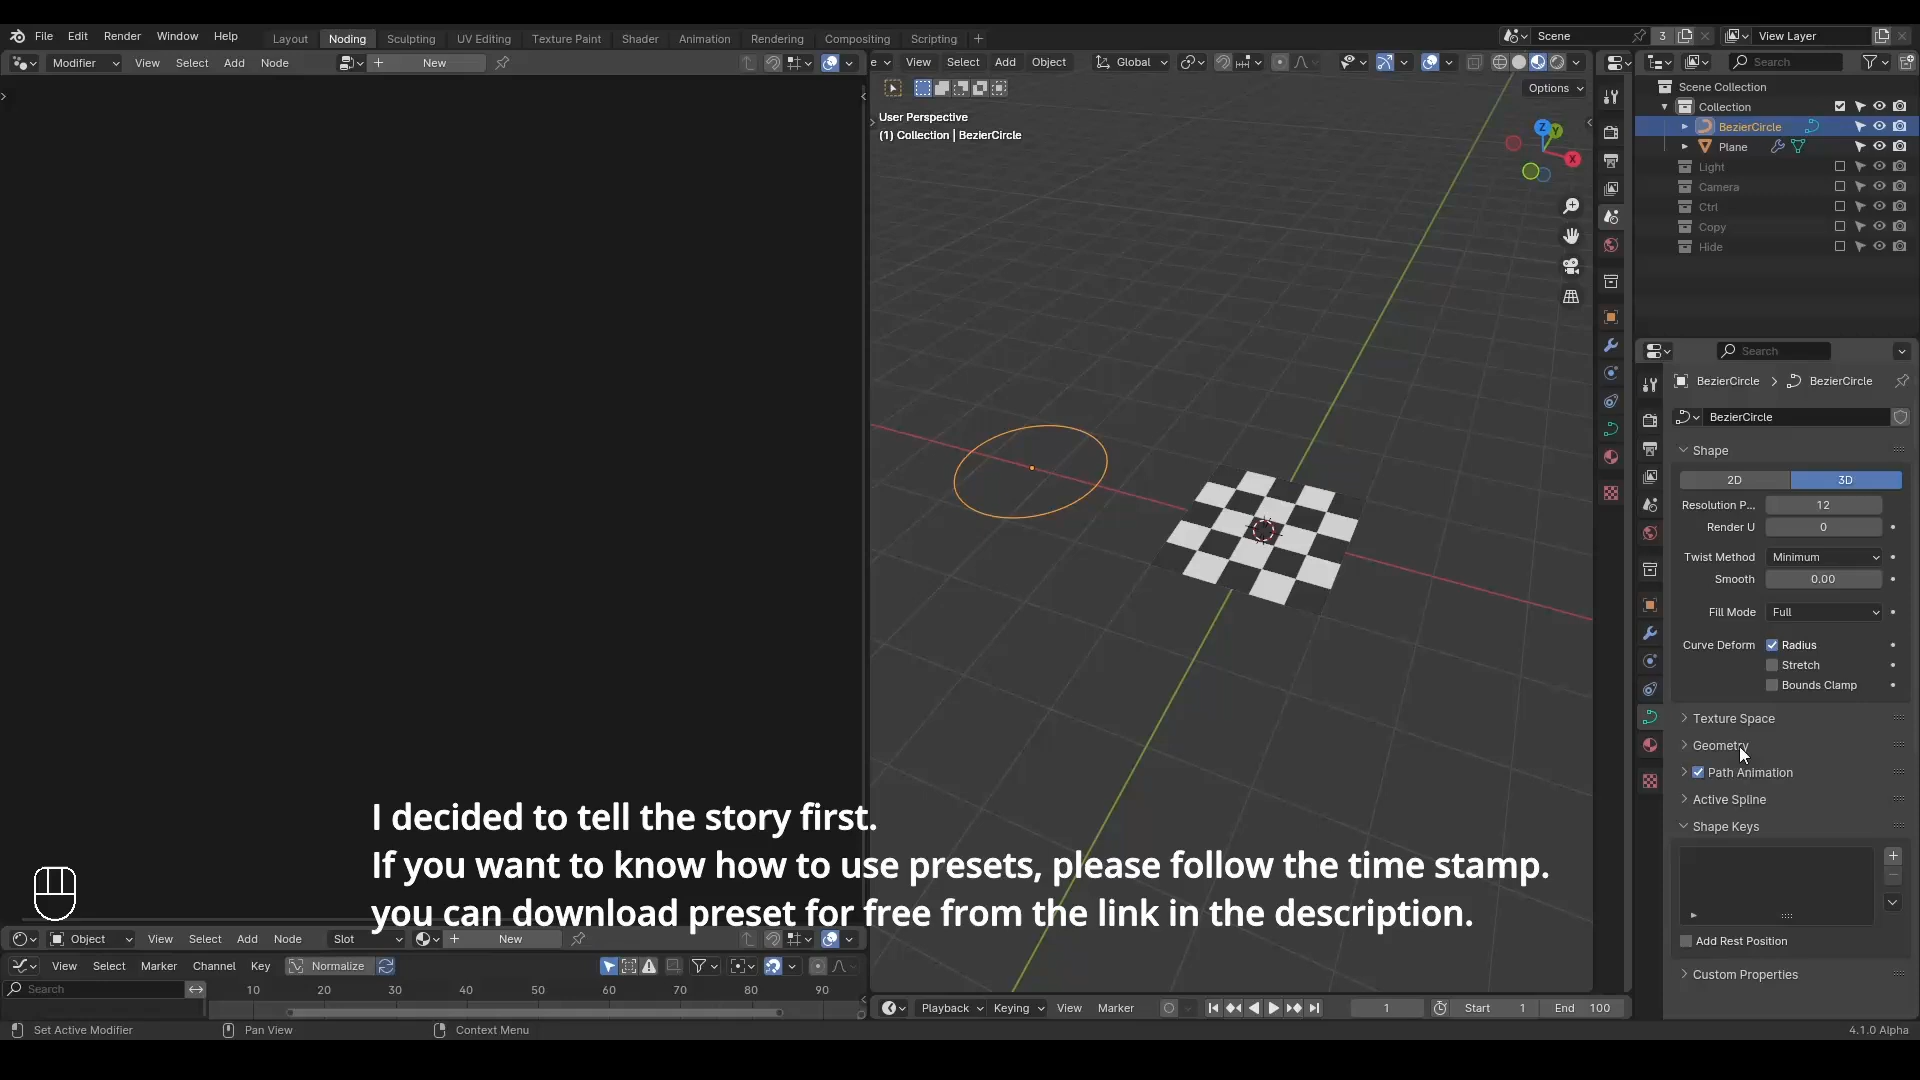 File Edit Render Window Help Layout Noding Sculpting UV Editing Texture Paint Shader Animation Rendering Compositing Scripting + Scene 3 View Layer
Modifier View Select Add Node + New
e View Select Add Object Global
Search
Options
User Perspective
(1) Collection | BezierCircle
Z
Y
X
Scene Collection
Collection
BezierCircle
Plane
Light
Camera
Ctrl
Copy
Hide
Search
BezierCircle > BezierCircle
BezierCircle
Shape
2D 3D
Resolution P... 12
Render U 0
Twist Method Minimum
Smooth 0.00
Fill Mode Full
Curve Deform Radius
Stretch
Bounds Clamp
Texture Space
Geometry
Path Animation
Active Spline
Shape Keys
Add Rest Position
Custom Properties
I decided to tell the story first.
If you want to know how to use presets, please follow the time stamp.
you can download preset for free from the link in the description.
Object View Select Add Node Slot + New
View Select Marker Channel Key Normalize
Search 10 20 30 40 50 60 70 80 90
Playback Keying View Marker 1 Start 1 End 100
Set Active Modifier Pan View Context Menu 4.1.0 Alpha